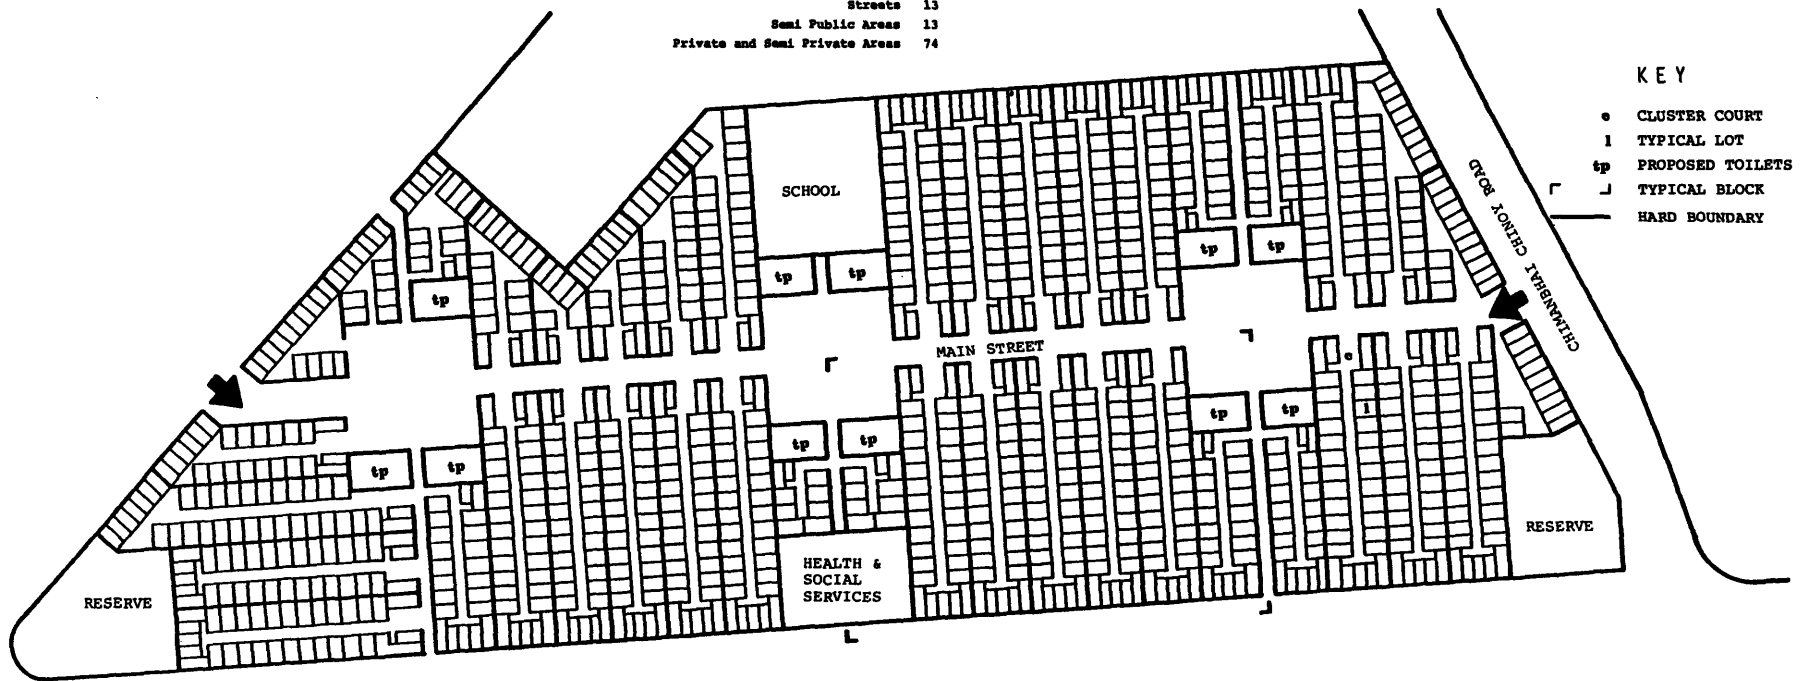 Streets 13
Semi Public Areas 13
Private and Semi Private Areas 74
KEY
c CLUSTER COURT
l TYPICAL LOT
tp PROPOSED TOILETS
TYPICAL BLOCK
HARD BOUNDARY
CHIMANBHAI CHINOY ROAD
SCHOOL
tp
tp
tp
tp
tp
MAIN STREET
c
l
tp
tp
tp
tp
tp
tp
RESERVE
HEALTH &
SOCIAL
SERVICES
RESERVE